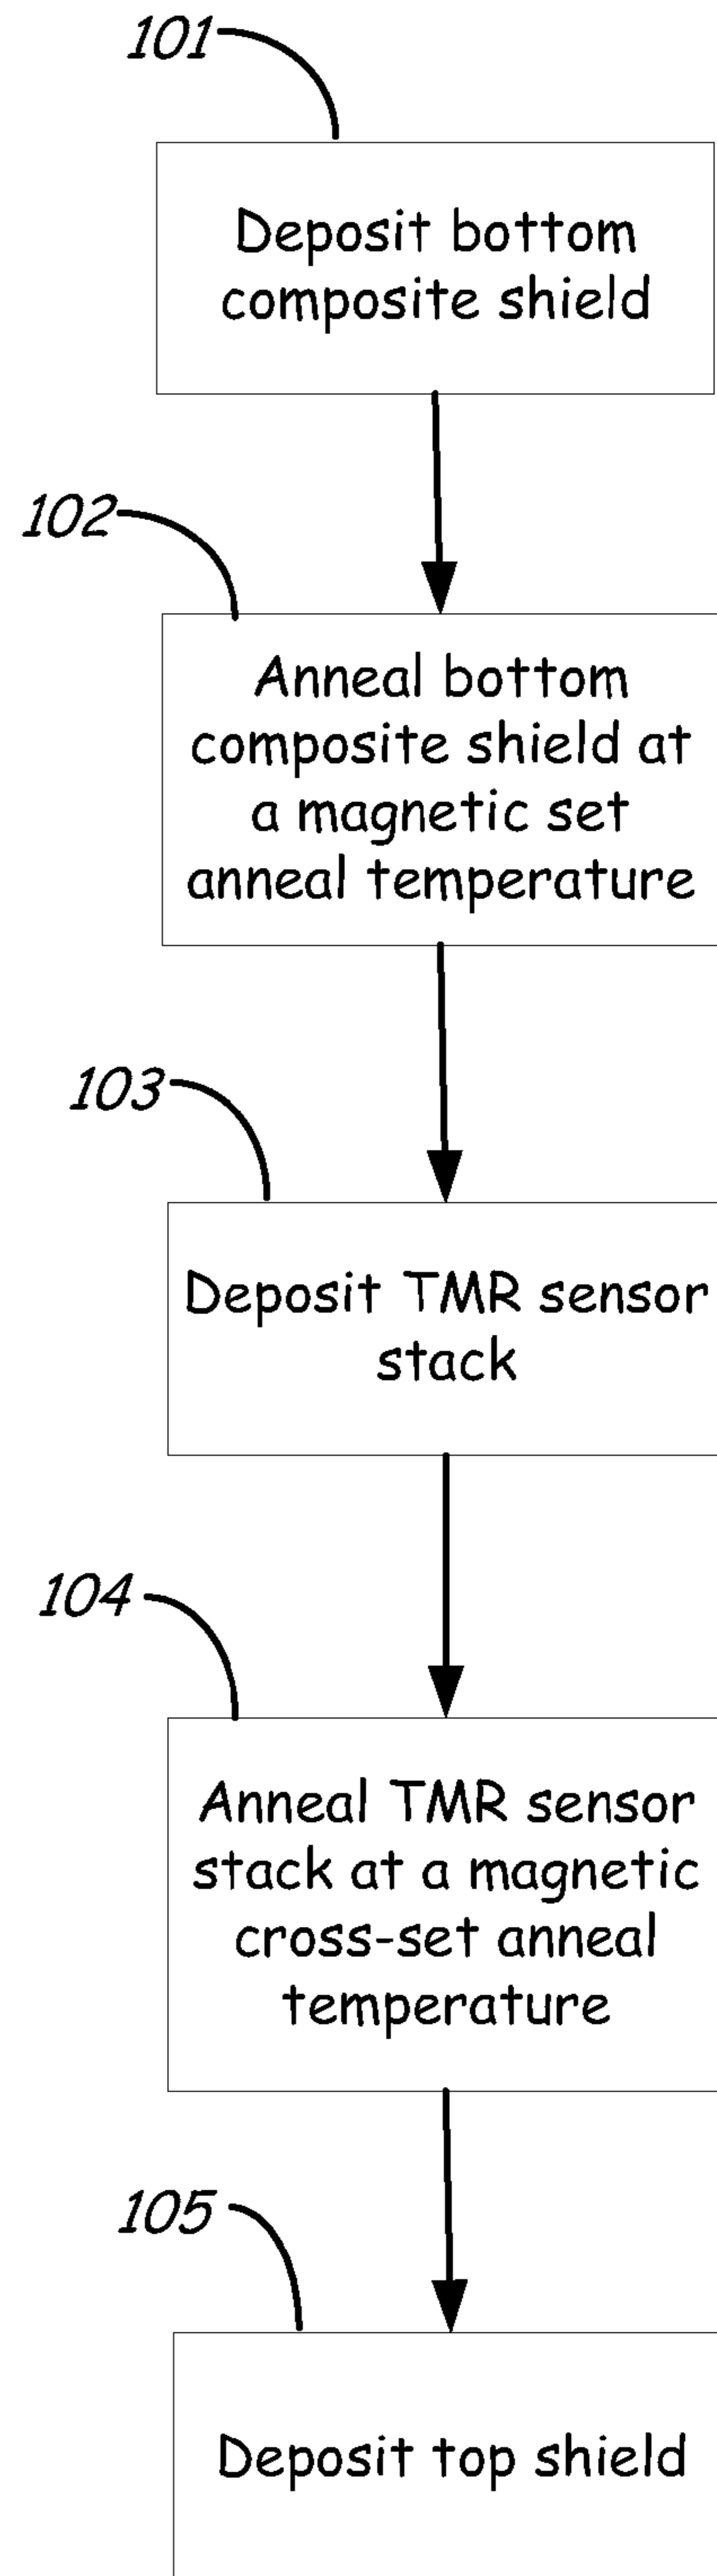 101
Deposit bottom
composite shield
102
Anneal bottom
composite shield at
a magnetic set
anneal temperature
103
Deposit TMR sensor
stack
104
Anneal TMR sensor
stack at a magnetic
cross-set anneal
temperature
105
Deposit top shield